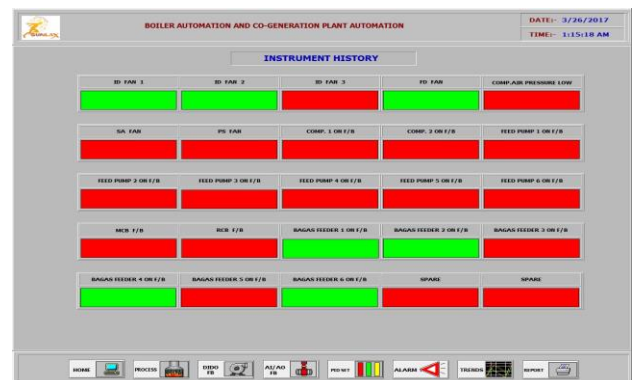 BOILER AUTOMATION AND CO-GENERATION PLANT AUTOMATION
DATE:- 3/26/2017
TIME:- 1:15:18 AM
INSTRUMENT HISTORY
ID FAN 1 ID FAN 2 ID FAN 3 FD FAN COMP.AIR PRESSURE LOW
SA FAN PS FAN COMP. 1 ON F/B COMP. 2 ON F/B FEED PUMP 1 ON F/B
FEED PUMP 2 ON F/B FEED PUMP 3 ON F/B FEED PUMP 4 ON F/B FEED PUMP 5 ON F/B FEED PUMP 6 ON F/B
MCB F/B RCB F/B BAGAS FEEDER 1 ON F/B BAGAS FEEDER 2 ON F/B BAGAS FEEDER 3 ON F/B
BAGAS FEEDER 4 ON F/B BAGAS FEEDER 5 ON F/B BAGAS FEEDER 6 ON F/B SPARE SPARE
HOME PROCESS DIDO FB AI/AO FB PID SET ALARM TRENDS REPORT